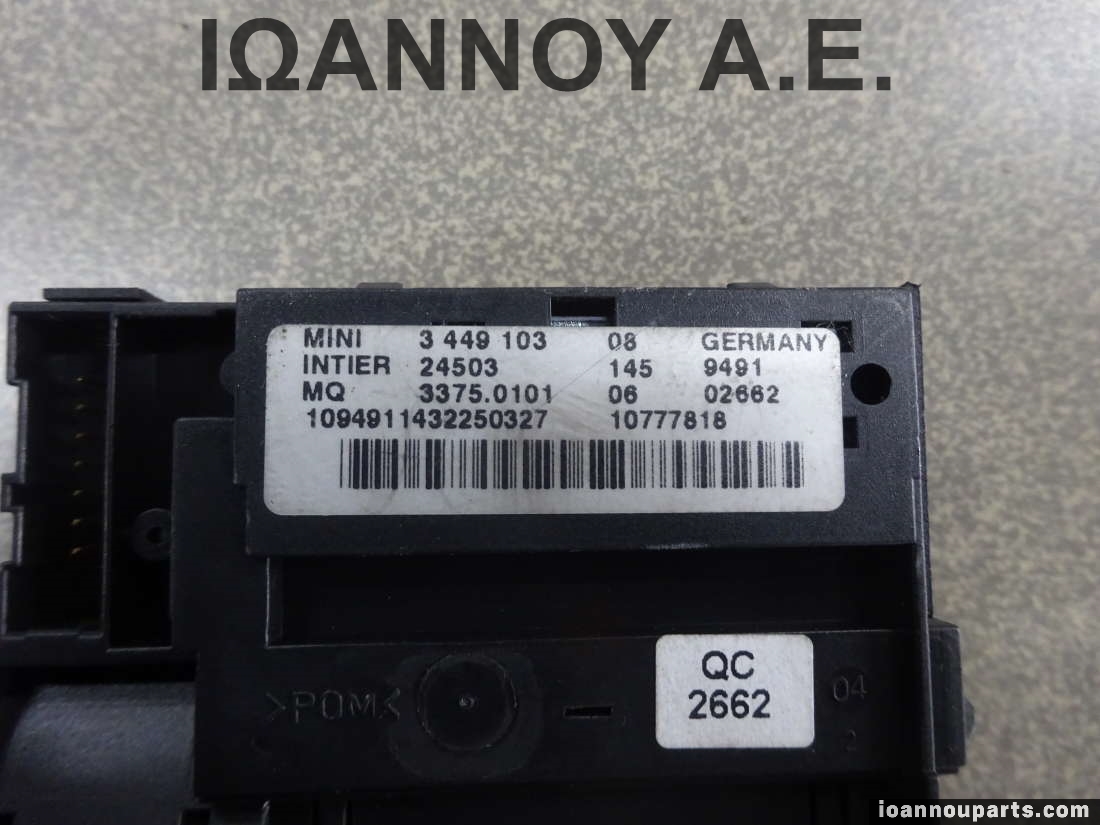 ΙΩΑΝΝΟΥ Α.Ε.
MINI 3 449 103 08 GERMANY
INTIER 24503 145 9491
MQ 3375.0101 06 02662
1094911432250327 10777818
QC
2662
>POM<
04
2
ioannouparts.com